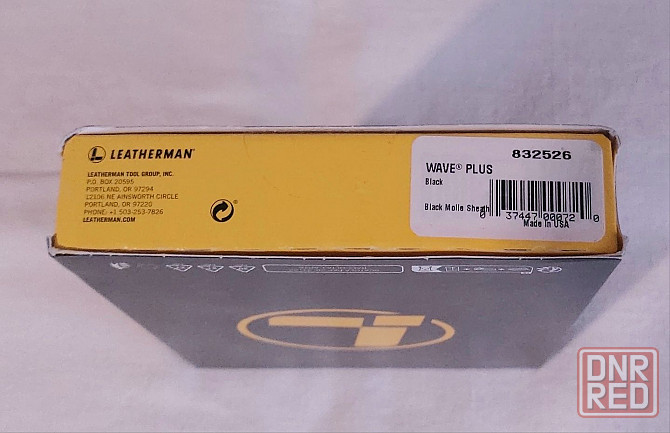 LEATHERMAN
LEATHERMAN TOOL GROUP, INC.
P.O. BOX 20595
PORTLAND, OR 97294
12106 NE AINSWORTH CIRCLE
PORTLAND, OR 97220
PHONE: +1 503-253-7826
LEATHERMAN.COM
832526
WAVE® PLUS
Black
Black Molle Sheath
0 37447 00072 0
Made In USA
DNR
RED